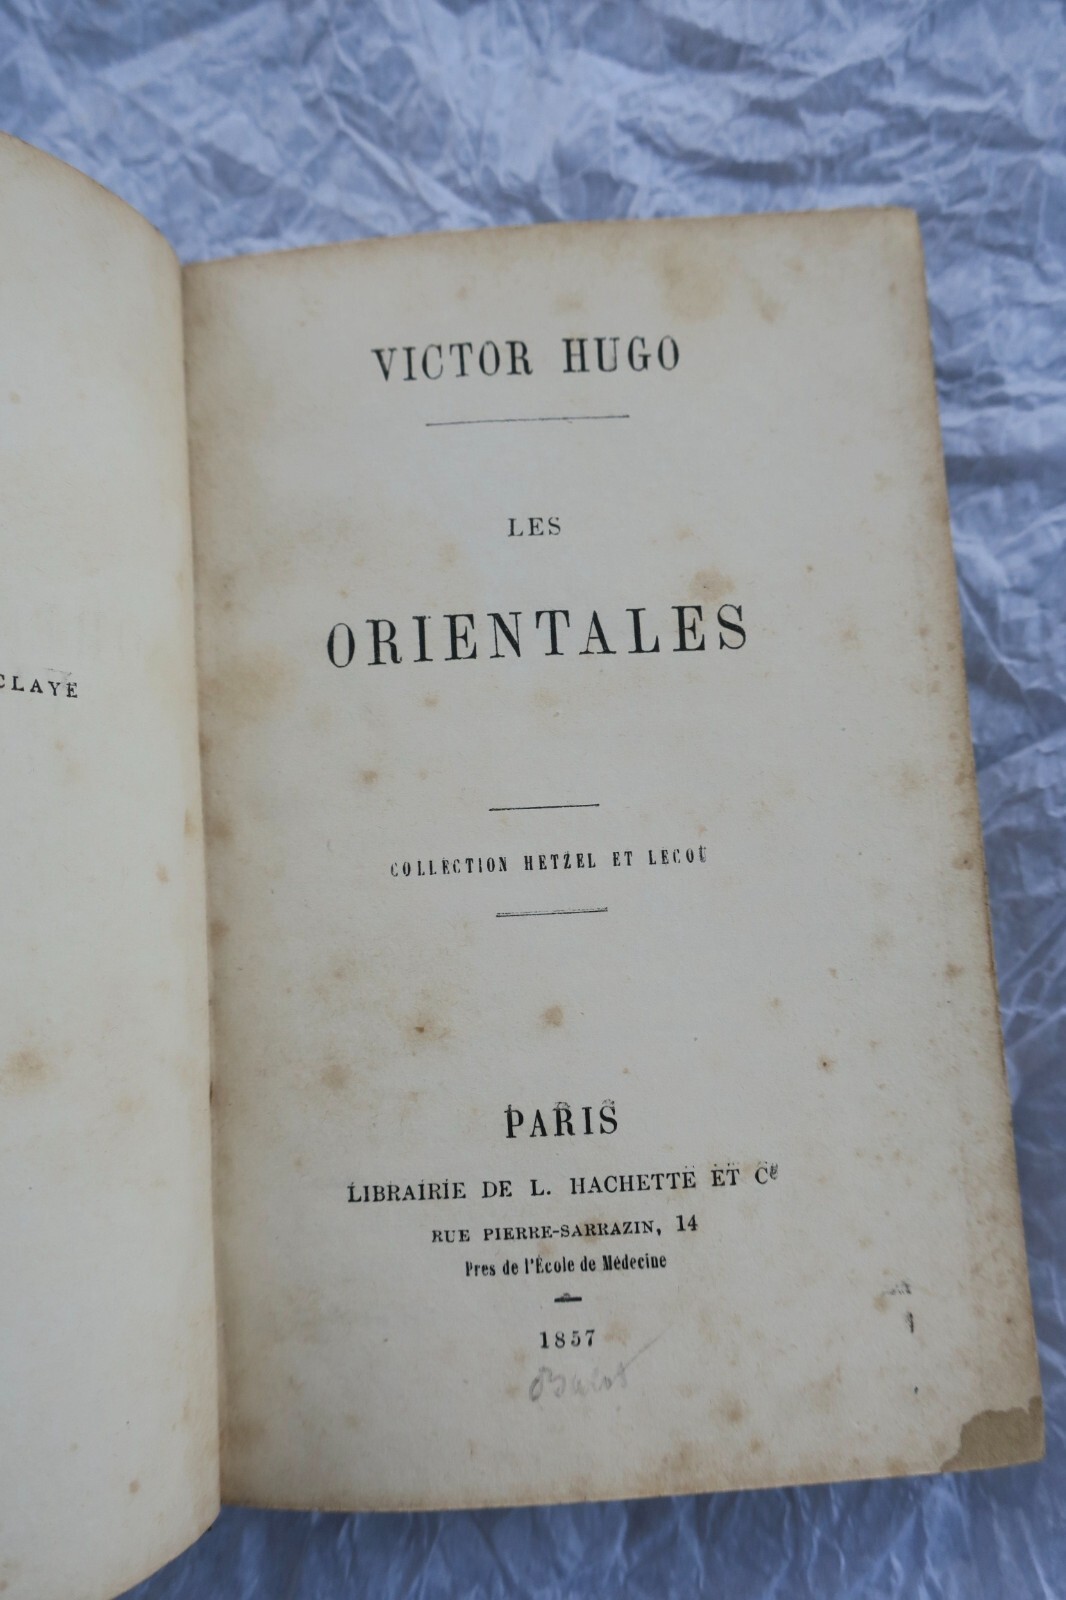 CLAYE
VICTOR HUGO
LES
ORIENTALES
COLLECTION HETZEL ET LECOU
PARIS
LIBRAIRIE DE L. HACHETTE ET Cie
RUE PIERRE-SARRAZIN, 14
Près de l'École de Médecine
1857